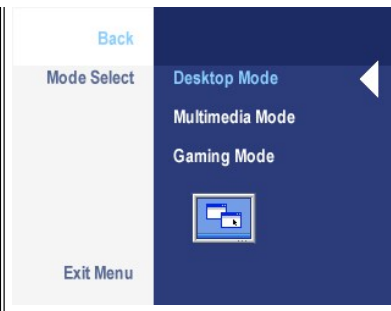 Back
Mode Select
Desktop Mode
Multimedia Mode
Gaming Mode
Exit Menu